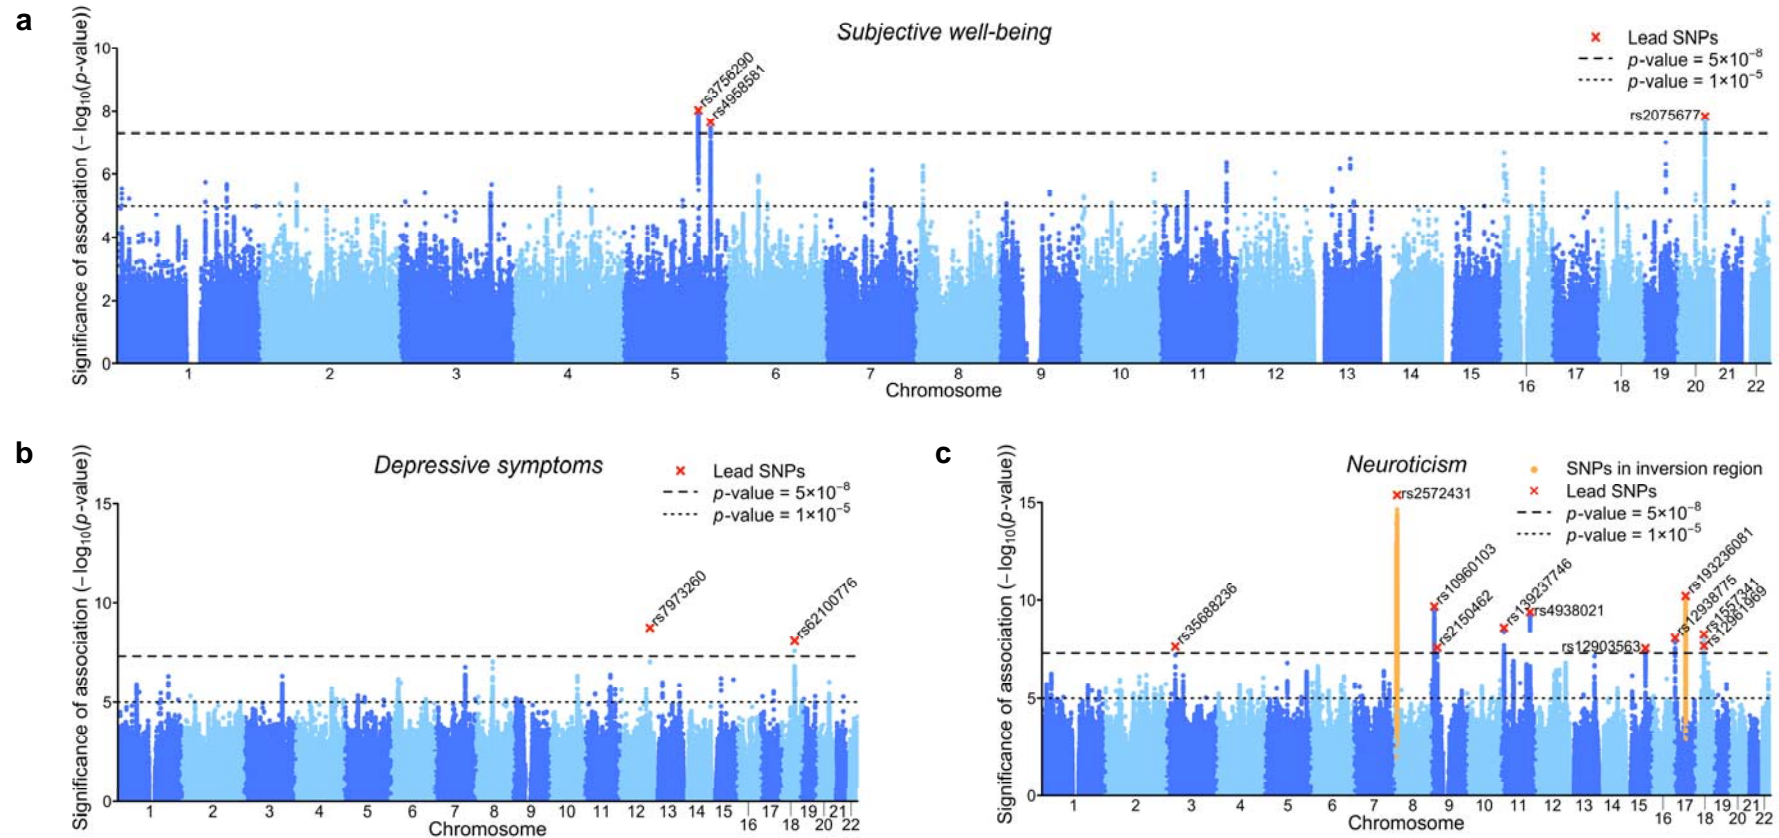 a
Subjective well-being
Significance of association (−log10(p-value))
10
8
6
4
2
0
rs3756290
rs4958581
rs2075677
Lead SNPs
p-value = 5×10−8
p-value = 1×10−5
1 2 3 4 5 6 7 8 9 10 11 12 13 14 15 16 17 18 19 20 21 22
Chromosome
b
Depressive symptoms
Significance of association (−log10(p-value))
15
10
5
0
Lead SNPs
p-value = 5×10−8
p-value = 1×10−5
rs7973260
rs62100776
1 2 3 4 5 6 7 8 9 10 11 12 13 14 15 16 17 18 19 20 21 22
Chromosome
c
Neuroticism
Significance of association (−log10(p-value))
15
10
5
0
SNPs in inversion region
Lead SNPs
p-value = 5×10−8
p-value = 1×10−5
rs35688236
rs2572431
rs10960103
rs2150462
rs139237746
rs4938021
rs12903563
rs12938775
rs193236081
rs1557341
rs12961969
1 2 3 4 5 6 7 8 9 10 11 12 13 14 15 16 17 18 19 20 21 22
Chromosome